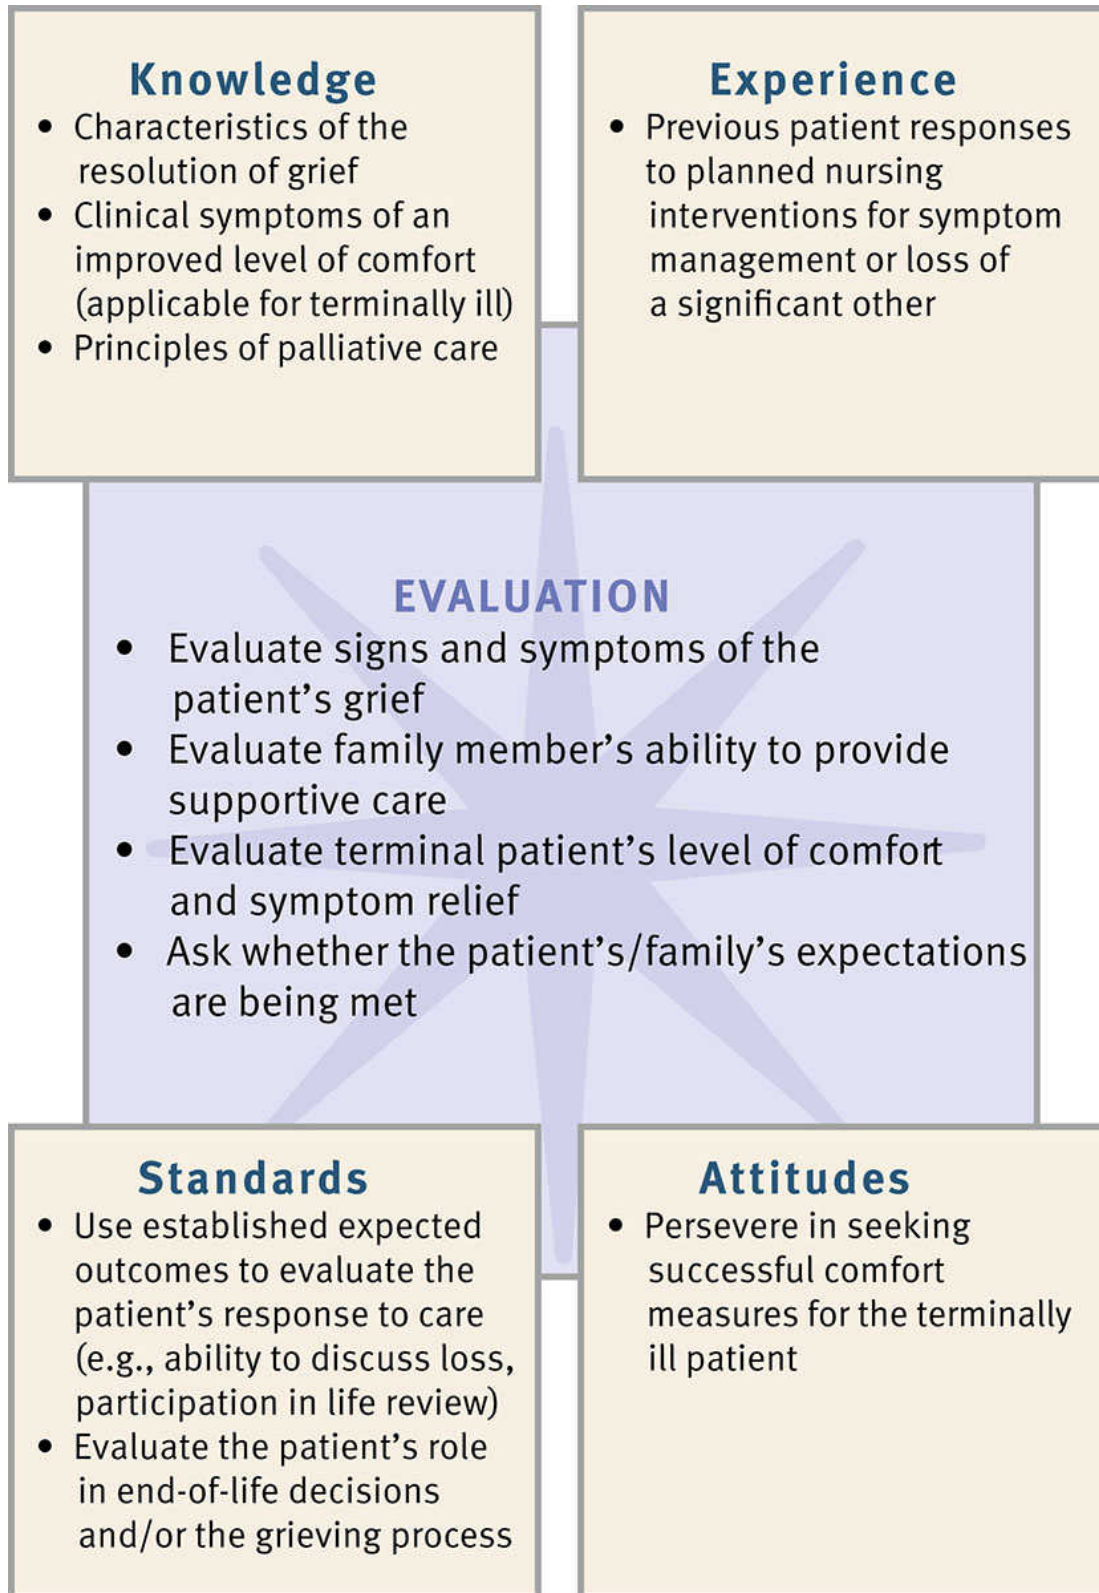 Knowledge
• Characteristics of the
resolution of grief
• Clinical symptoms of an
improved level of comfort
(applicable for terminally ill)
• Principles of palliative care
Experience
• Previous patient responses
to planned nursing
interventions for symptom
management or loss of
a significant other
EVALUATION
• Evaluate signs and symptoms of the
patient’s grief
• Evaluate family member’s ability to provide
supportive care
• Evaluate terminal patient’s level of comfort
and symptom relief
• Ask whether the patient’s/family’s expectations
are being met
Standards
• Use established expected
outcomes to evaluate the
patient’s response to care
(e.g., ability to discuss loss,
participation in life review)
• Evaluate the patient’s role
in end-of-life decisions
and/or the grieving process
Attitudes
• Persevere in seeking
successful comfort
measures for the terminally
ill patient